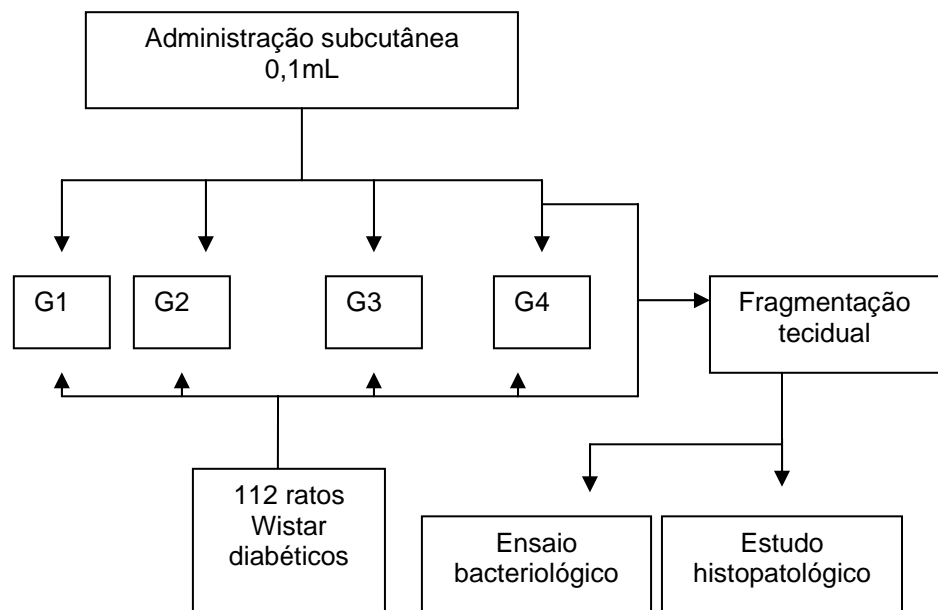 Administração subcutânea
0,1mL
G1
G2
G3
G4
Fragmentação
tecidual
112 ratos
Wistar
diabéticos
Ensaio
bacteriológico
Estudo
histopatológico